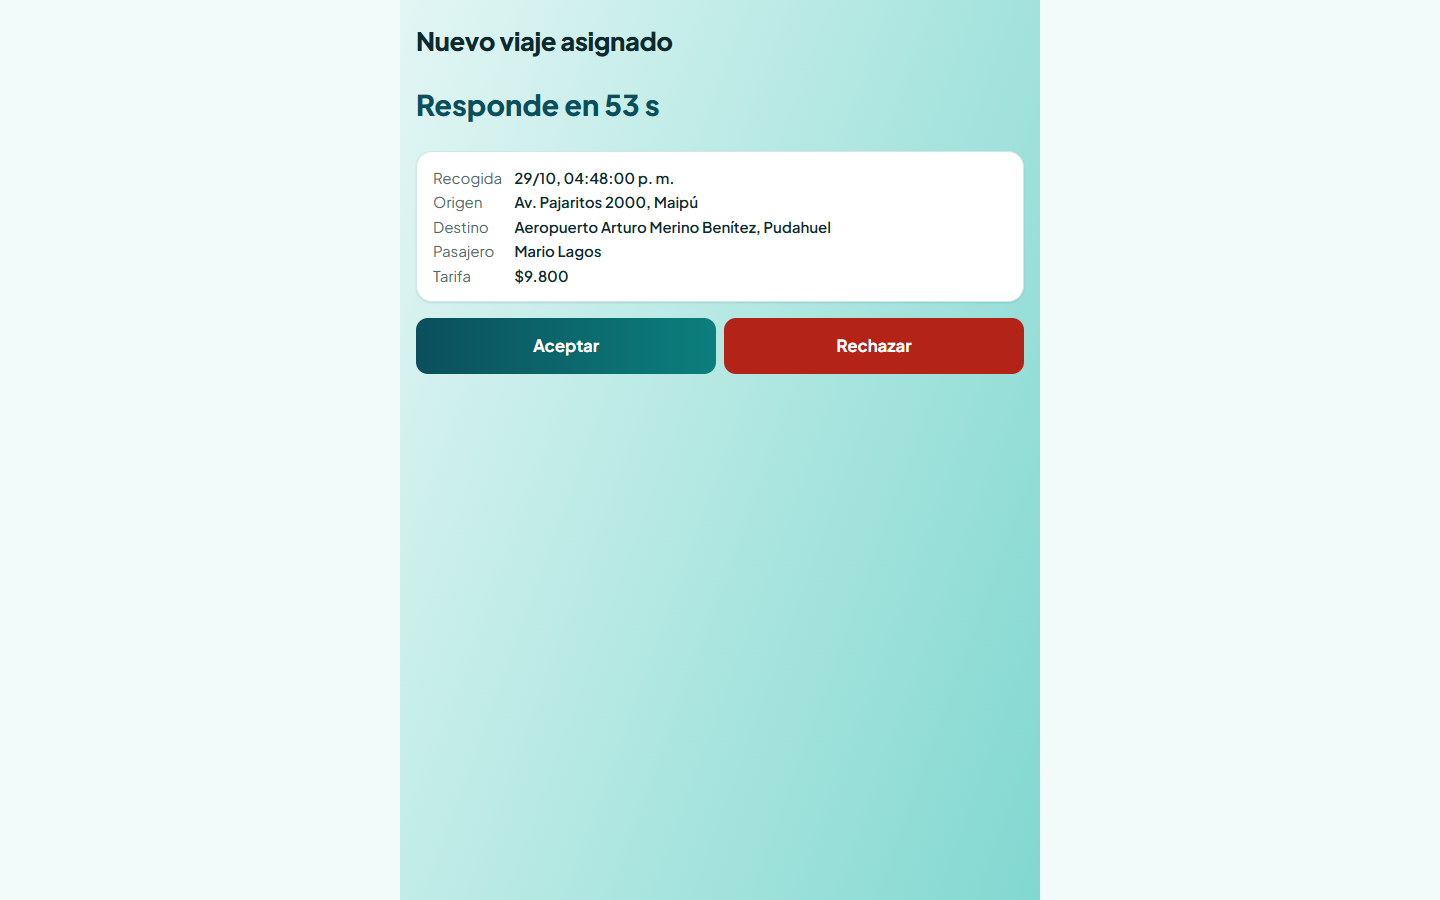 Nuevo viaje asignado
Responde en 53 s
Recogida 29/10, 04:48:00 p. m.
Origen Av. Pajaritos 2000, Maipú
Destino Aeropuerto Arturo Merino Benítez, Pudahuel
Pasajero Mario Lagos
Tarifa $9.800
Aceptar Rechazar